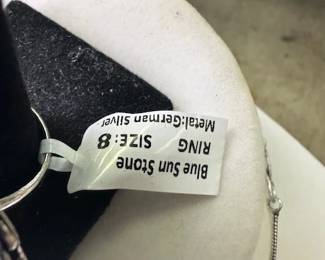 Blue Sun Stone
RING SIZE: 8
Metal:German Silver